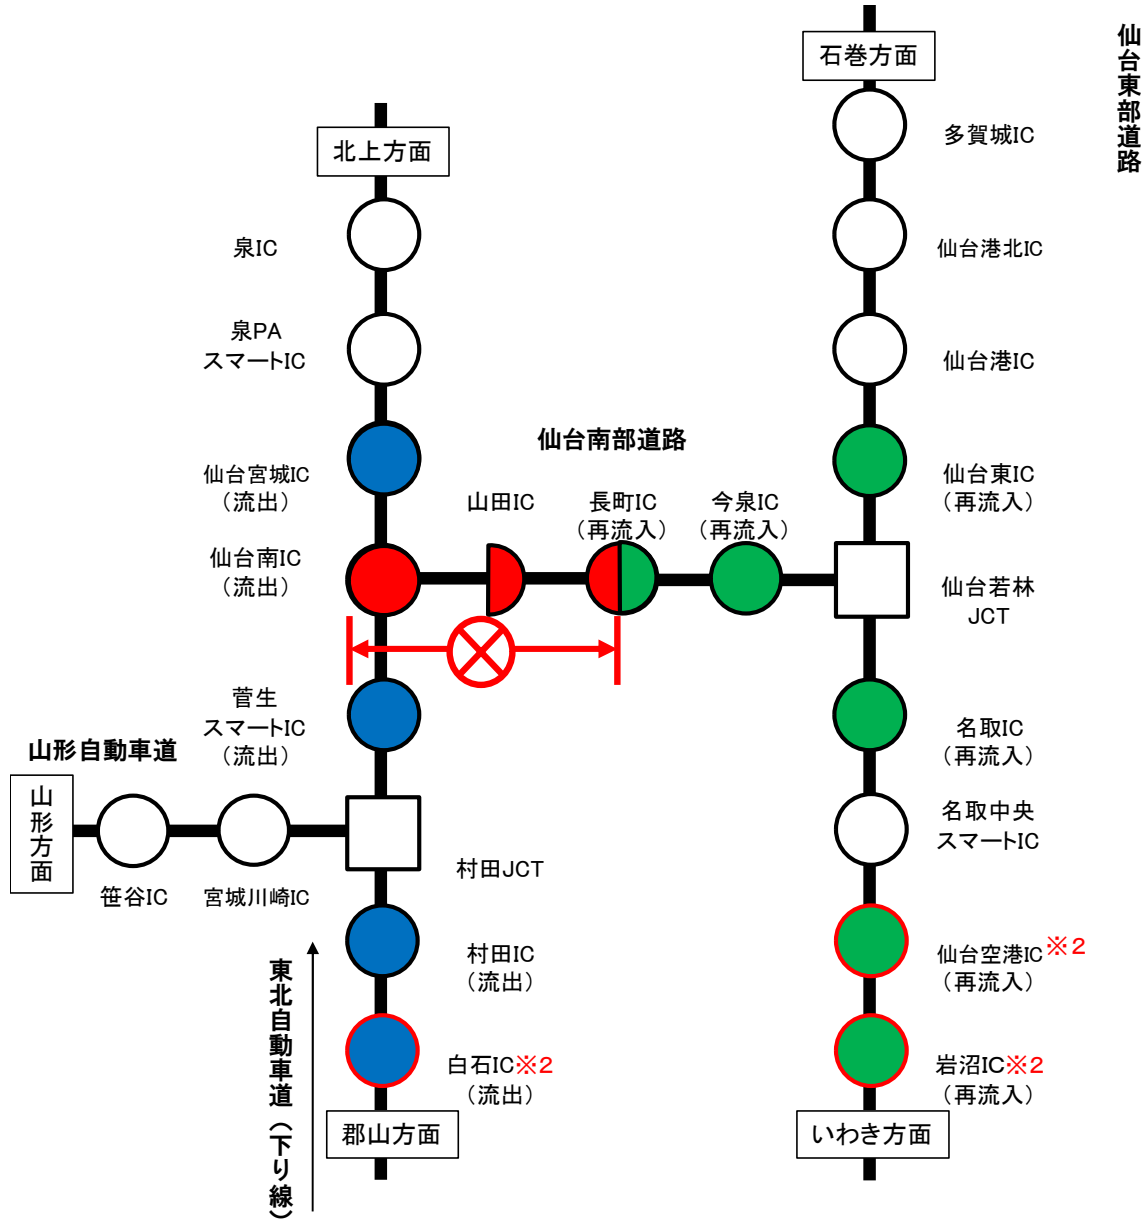 仙台東部道路
石巻方面
多賀城IC
北上方面
仙台港北IC
泉IC
泉PA
スマートIC
仙台港IC
仙台南部道路
仙台宮城IC
（流出）
山田IC
長町IC
（再流入）
今泉IC
（再流入）
仙台東IC
（再流入）
仙台南IC
（流出）
仙台若林
JCT
菅生
スマートIC
（流出）
名取IC
（再流入）
山形自動車道
山形方面
名取中央
スマートIC
笹谷IC
宮城川崎IC
村田JCT
村田IC
（流出）
仙台空港IC※2
（再流入）
東北自動車道（下り線）
白石IC※2
（流出）
岩沼IC※2
（再流入）
郡山方面
いわき方面